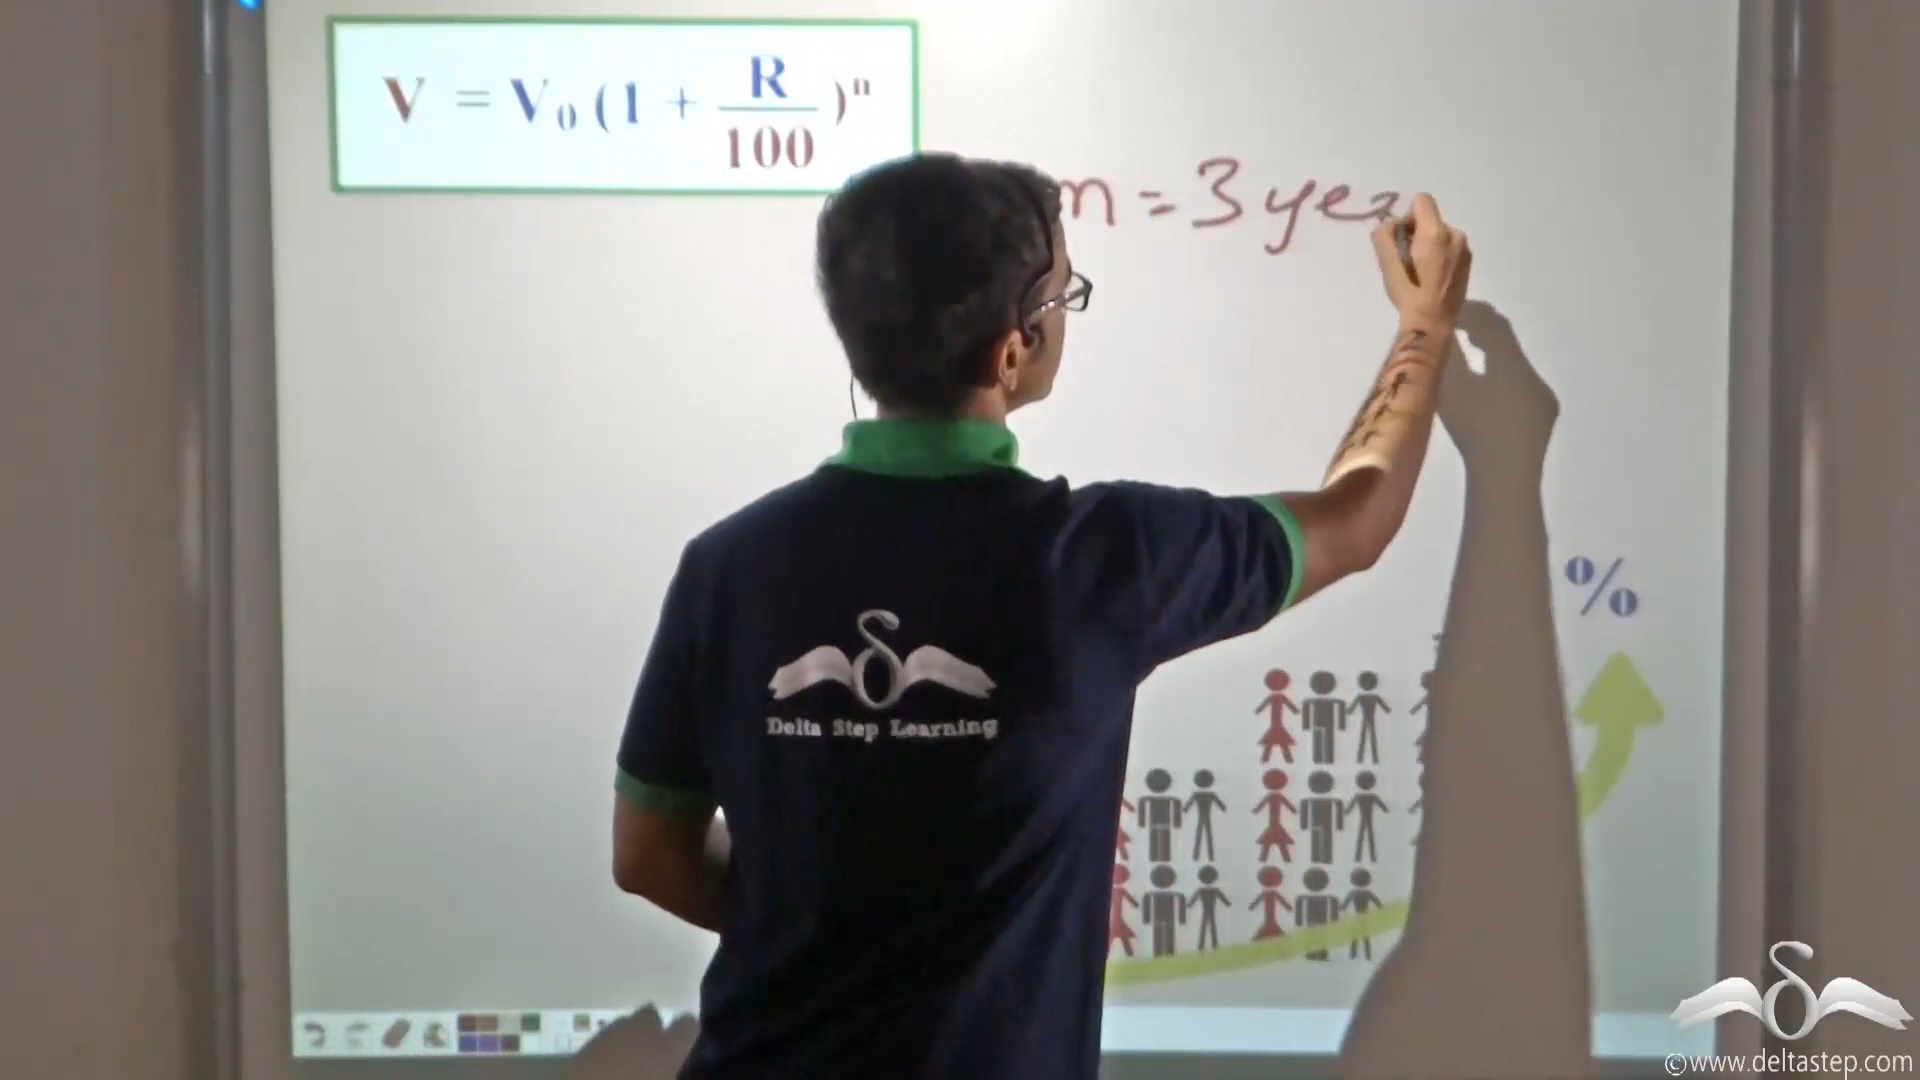 V = V₀ (1 + R/100)ⁿ
n = 3 yea
%
Delta Step Learning
©www.deltastep.com